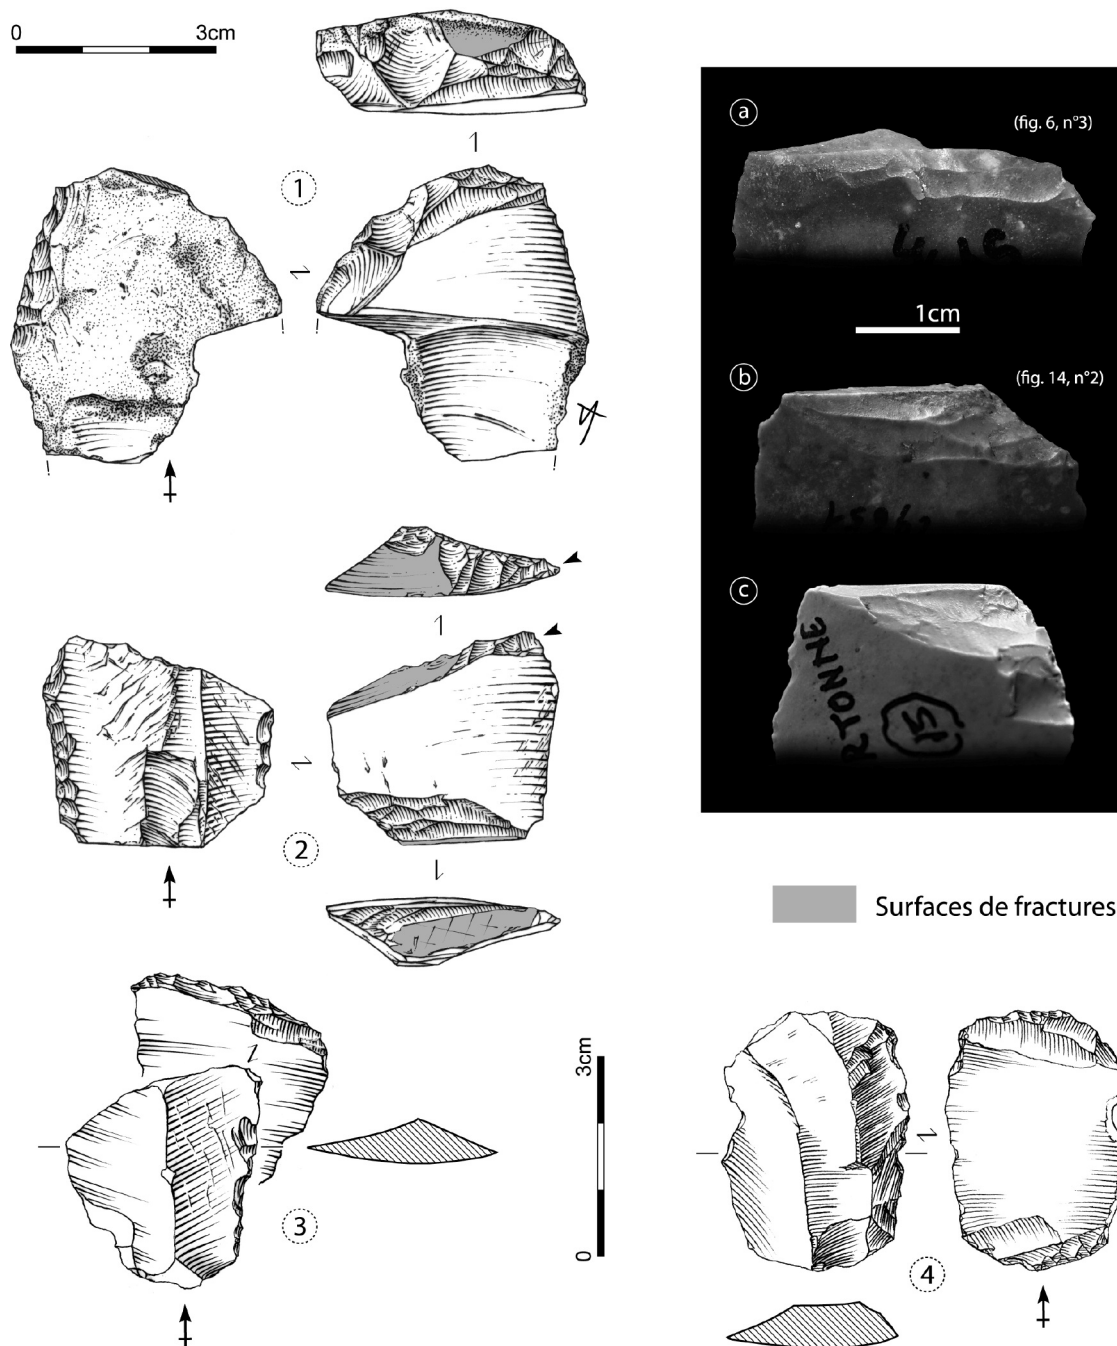 0 3cm
1
a (fig. 6, n°3)
1cm
b (fig. 14, n°2)
c
RTONNE
15
2
Surfaces de fractures
3
3cm
0
4